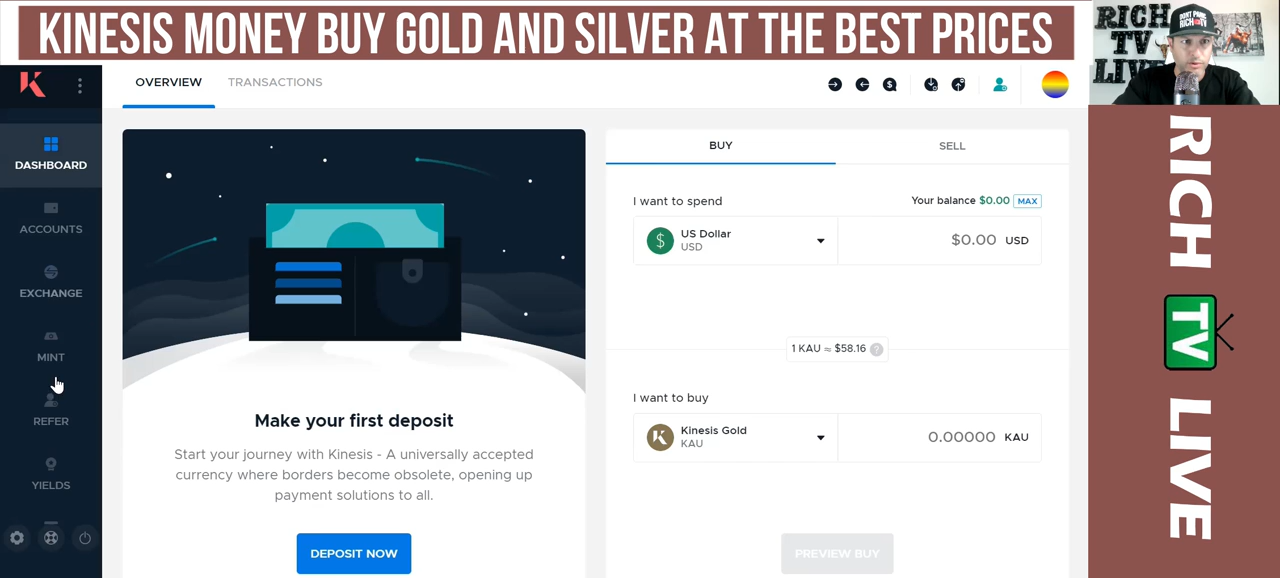 KINESIS MONEY BUY GOLD AND SILVER AT THE BEST PRICES
RICH
TV
LIVE
DON'T PANIC
RICH TV
OVERVIEW
TRANSACTIONS
DASHBOARD
ACCOUNTS
EXCHANGE
MINT
REFER
YIELDS
Make your first deposit
Start your journey with Kinesis - A universally accepted
currency where borders become obsolete, opening up
payment solutions to all.
DEPOSIT NOW
BUY
SELL
I want to spend
Your balance $0.00 MAX
$ US Dollar
USD
$0.00 USD
1 KAU ≈ $58.16 ?
I want to buy
Kinesis Gold
KAU
0.00000 KAU
PREVIEW BUY
RICH TV LIVE